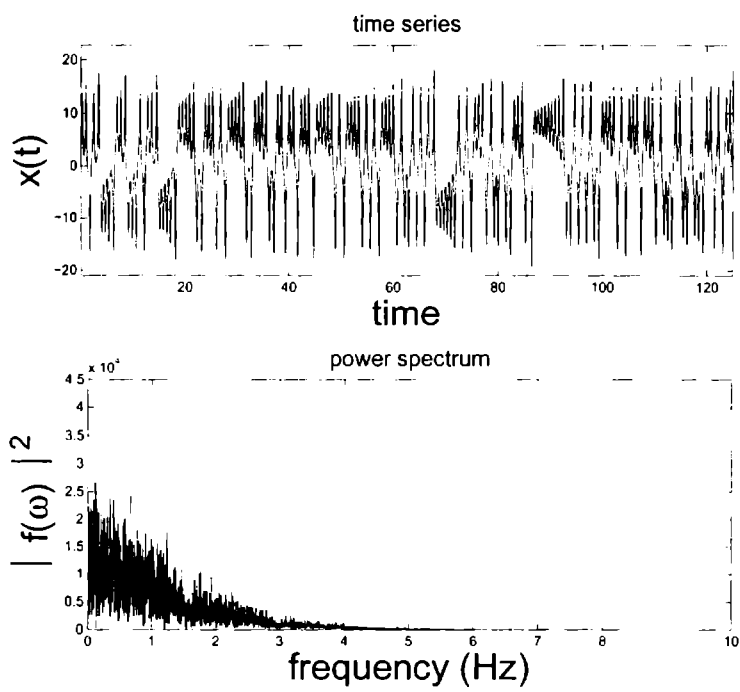 time series
20
10
0
−10
−20
x(t)
20 40 60 80 100 120
time
power spectrum
x 10⁴
4 5
4
3.5
3
2.5
2
1.5
1
0.5
0
| f(ω) |²
0 1 2 3 4 5 6 7 8 10
frequency (Hz)